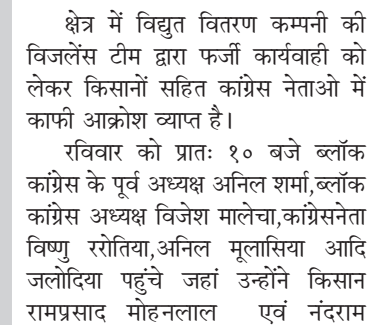 क्षेत्र में विद्युत वितरण कम्पनी की
विजलेंस टीम द्वारा फर्जी कार्यवाही को
लेकर किसानों सहित कांग्रेस नेताओ में
काफी आक्रोश व्याप्त है।
रविवार को प्रातः १० बजे ब्लॉक
कांग्रेस के पूर्व अध्यक्ष अनिल शर्मा,ब्लॉक
कांग्रेस अध्यक्ष विजेश मालेचा,कांग्रेसनेता
विष्णु ररोतिया,अनिल मूलासिया आदि
जलोदिया पहुंचे जहां उन्होंने किसान
रामप्रसाद मोहनलाल एवं नंदराम